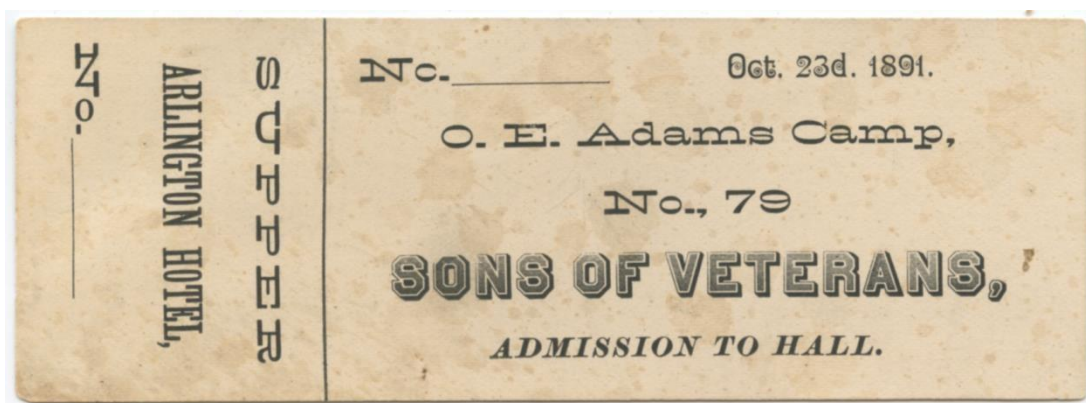 No.
ARLINGTON HOTEL,
SUPPER
No. Oct. 23d. 1891.
O. E. Adams Camp,
No., 79
SONS OF VETERANS,
ADMISSION TO HALL.